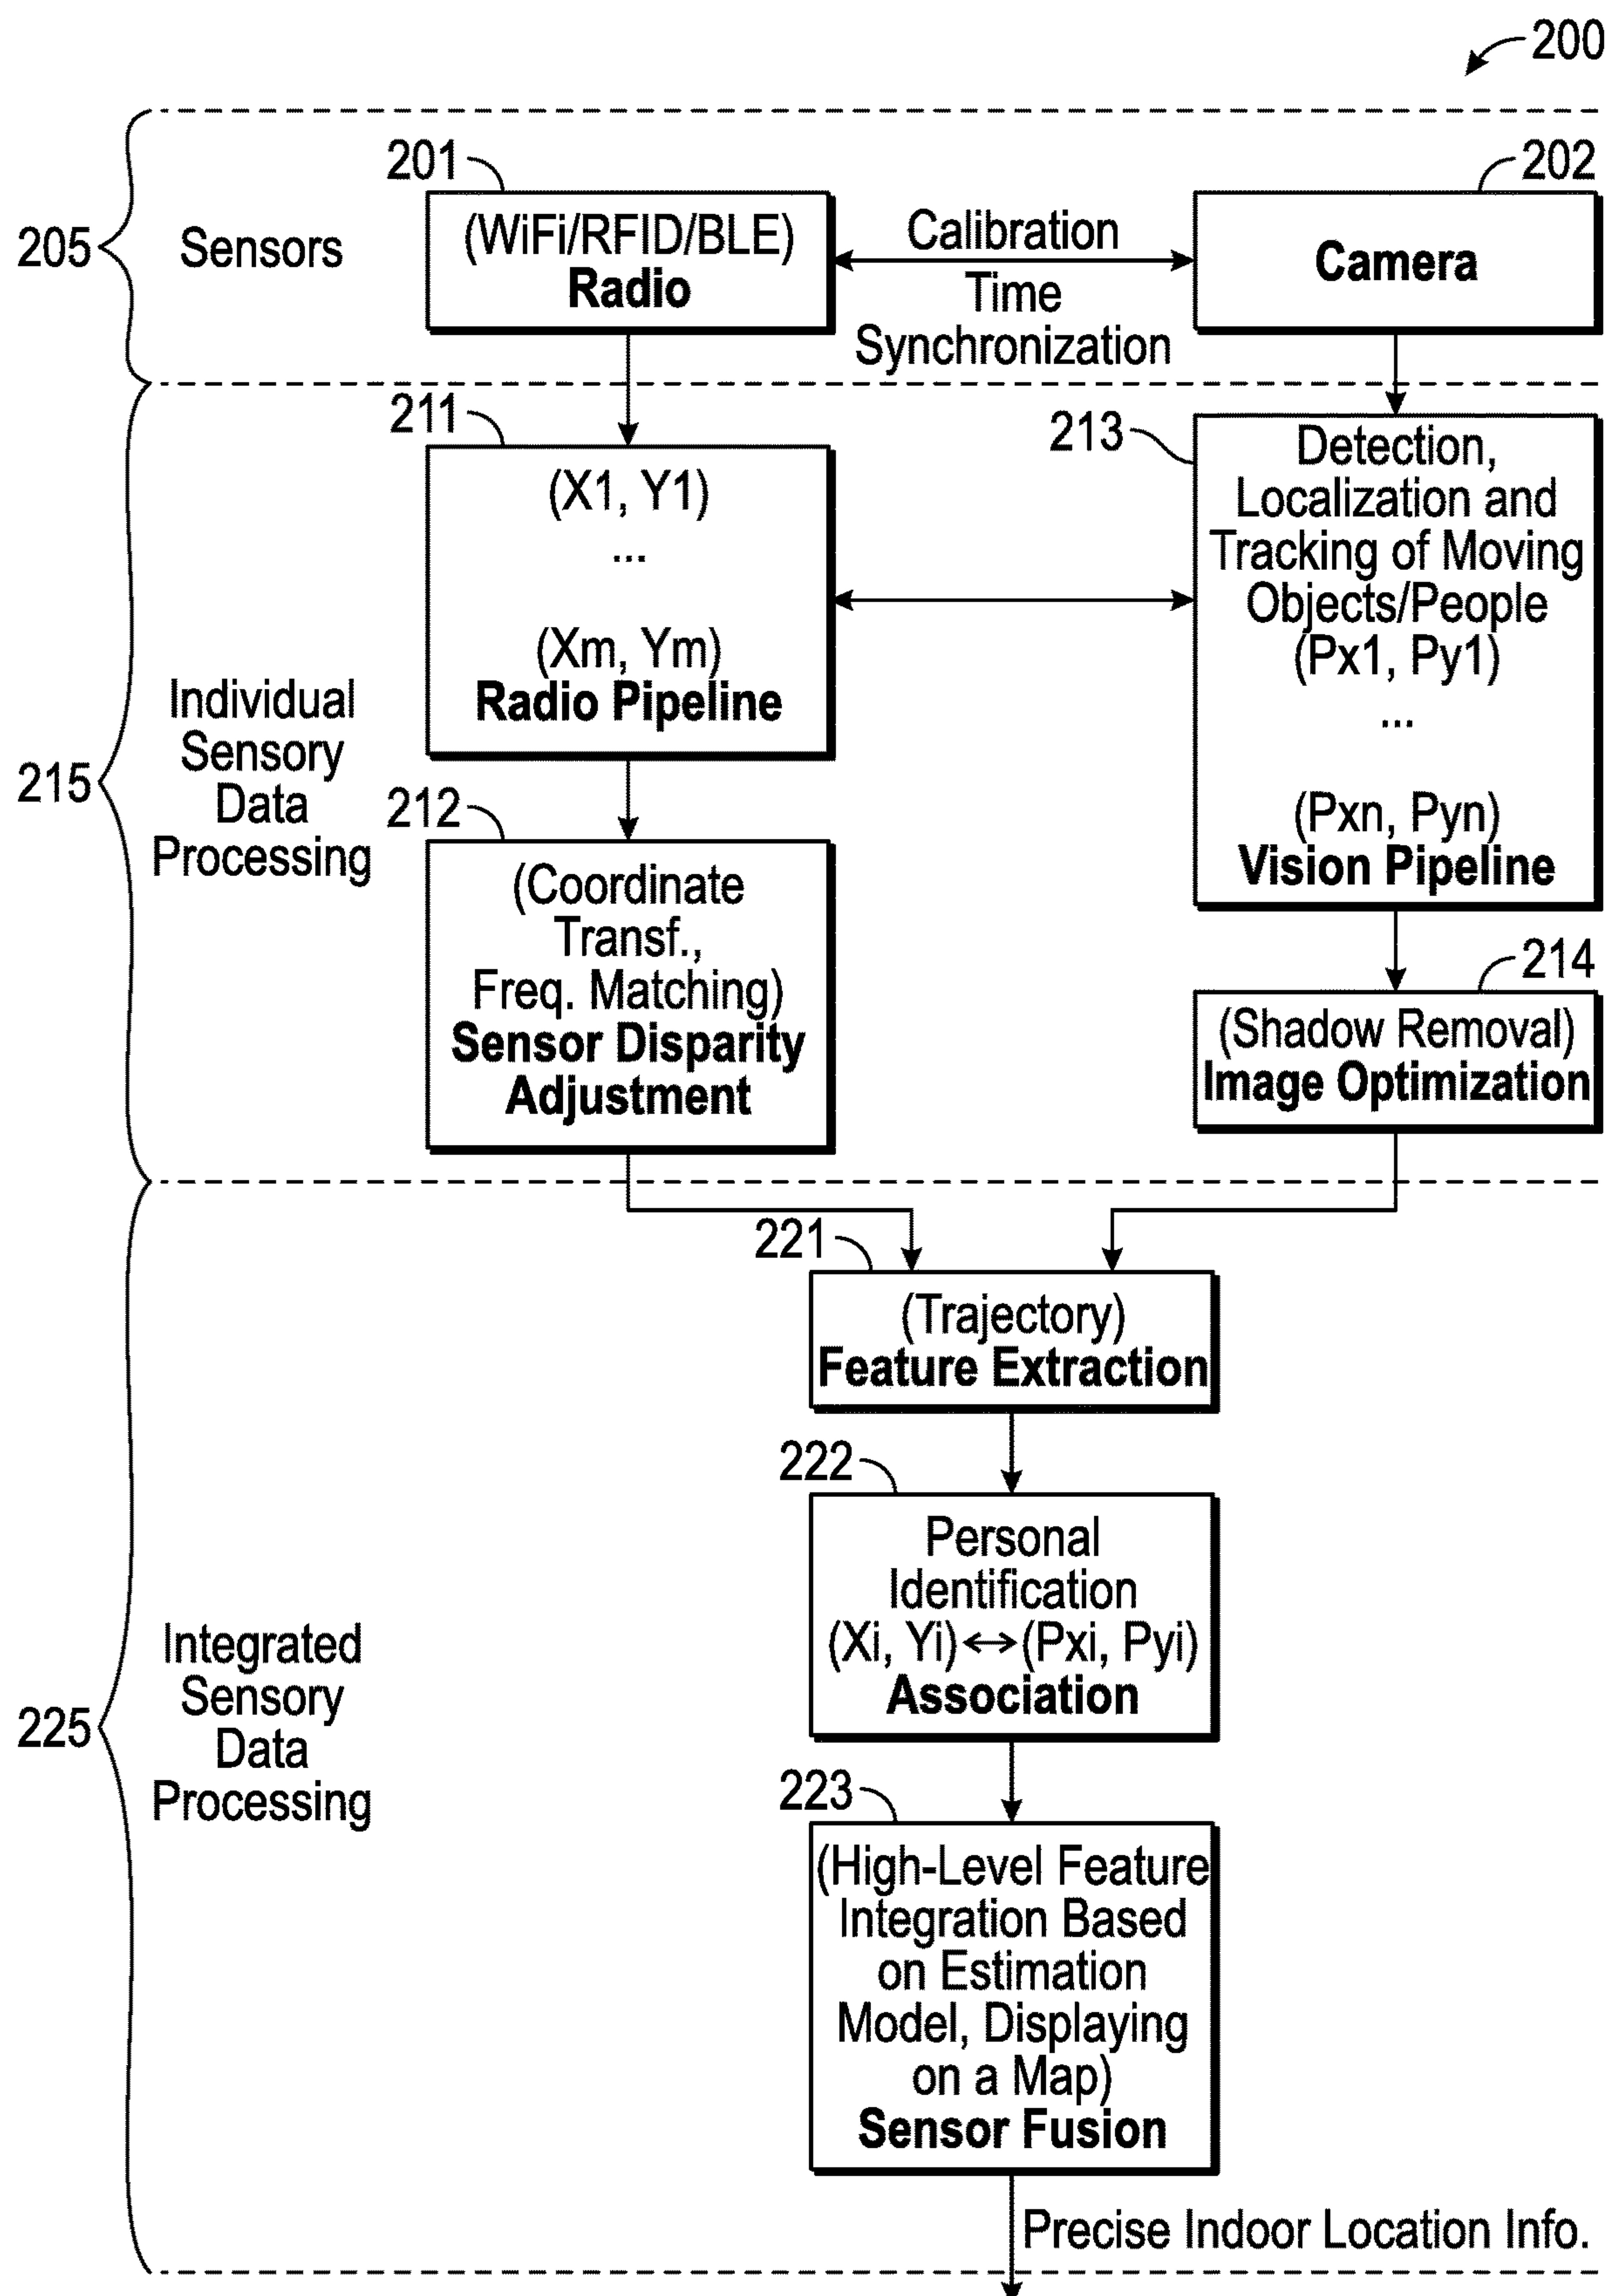 200
205
Sensors
201
(WiFi/RFID/BLE)
Radio
Calibration
Time
Synchronization
202
Camera
215
Individual
Sensory
Data
Processing
211
(X1, Y1)
...
(Xm, Ym)
Radio Pipeline
213
Detection,
Localization and
Tracking of Moving
Objects/People
(Px1, Py1)
...
(Pxn, Pyn)
Vision Pipeline
212
(Coordinate
Transf.,
Freq. Matching)
Sensor Disparity
Adjustment
214
(Shadow Removal)
Image Optimization
225
Integrated
Sensory
Data
Processing
221
(Trajectory)
Feature Extraction
222
Personal
Identification
(Xi, Yi)↔(Pxi, Pyi)
Association
223
(High-Level Feature
Integration Based
on Estimation
Model, Displaying
on a Map)
Sensor Fusion
Precise Indoor Location Info.